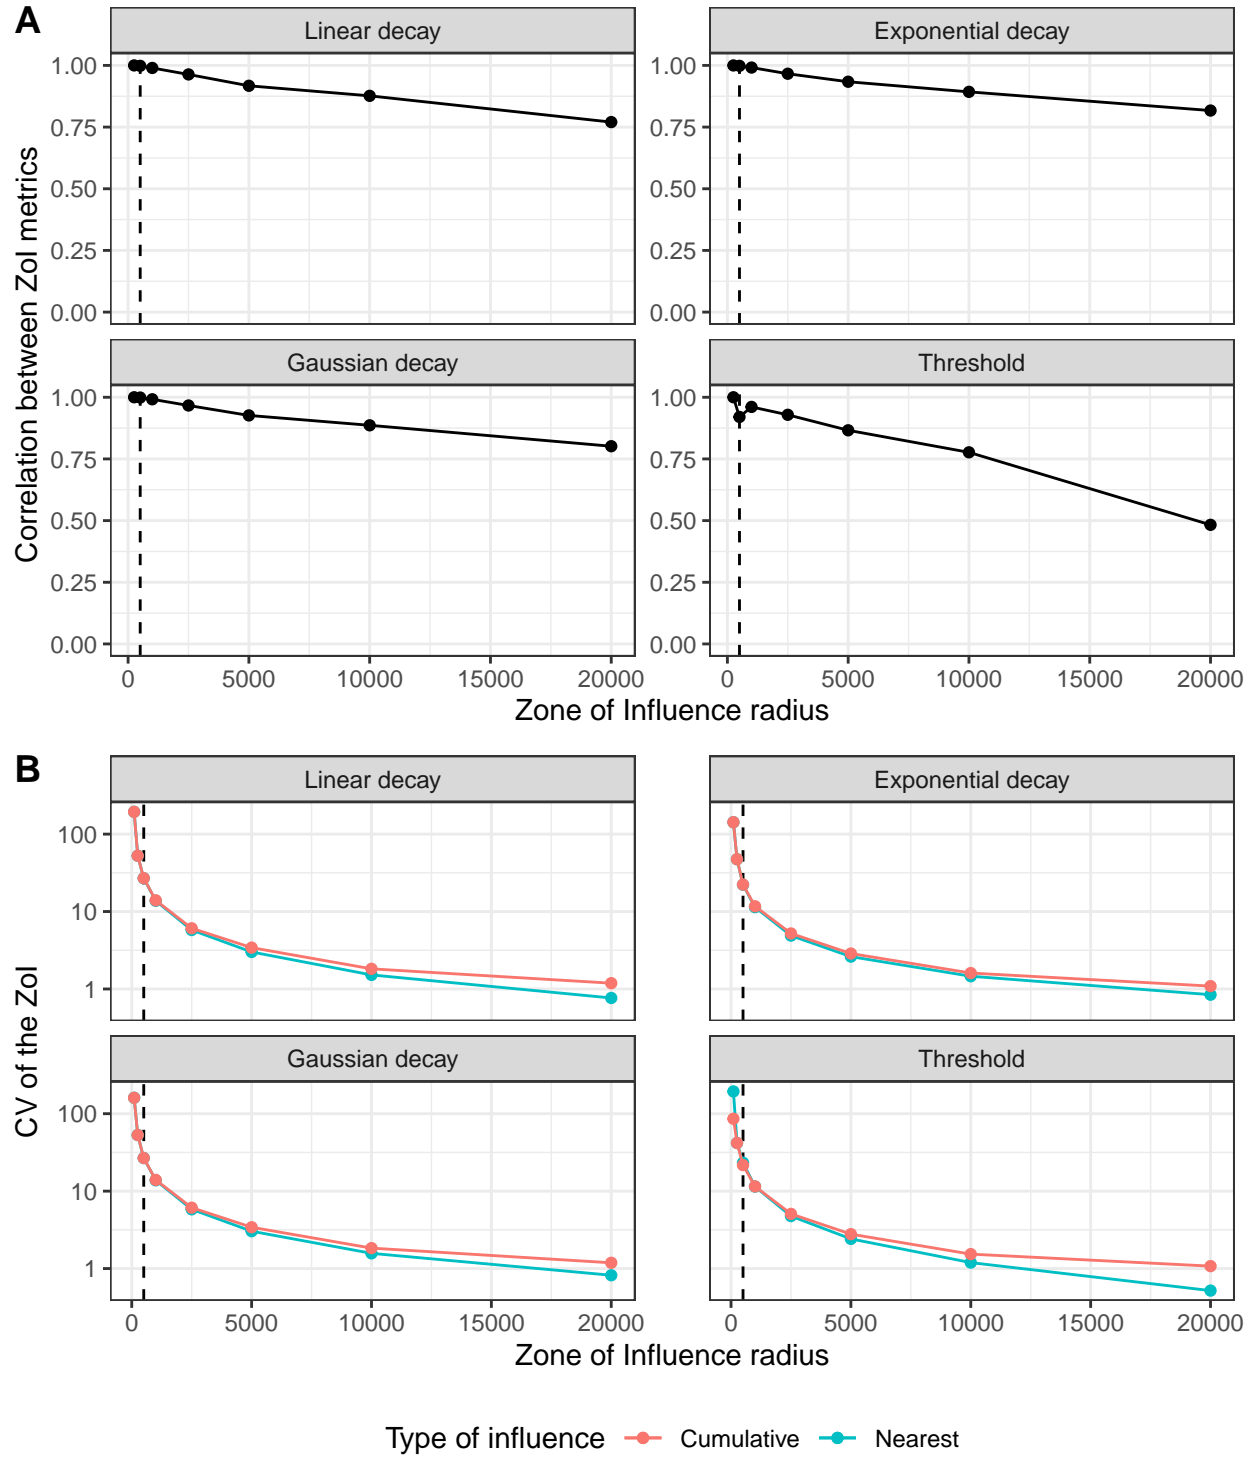 A
Linear decay
Exponential decay
1.00
0.75
0.50
0.25
0.00
1.00
0.75
0.50
0.25
0.00
Gaussian decay
Threshold
1.00
0.75
0.50
0.25
0.00
1.00
0.75
0.50
0.25
0.00
Correlation between ZoI metrics
0 5000 10000 15000 20000
0 5000 10000 15000 20000
Zone of Influence radius
B
Linear decay
Exponential decay
100
10
1
Gaussian decay
Threshold
100
10
1
CV of the ZoI
0 5000 10000 15000 20000
0 5000 10000 15000 20000
Zone of Influence radius
Type of influence Cumulative Nearest